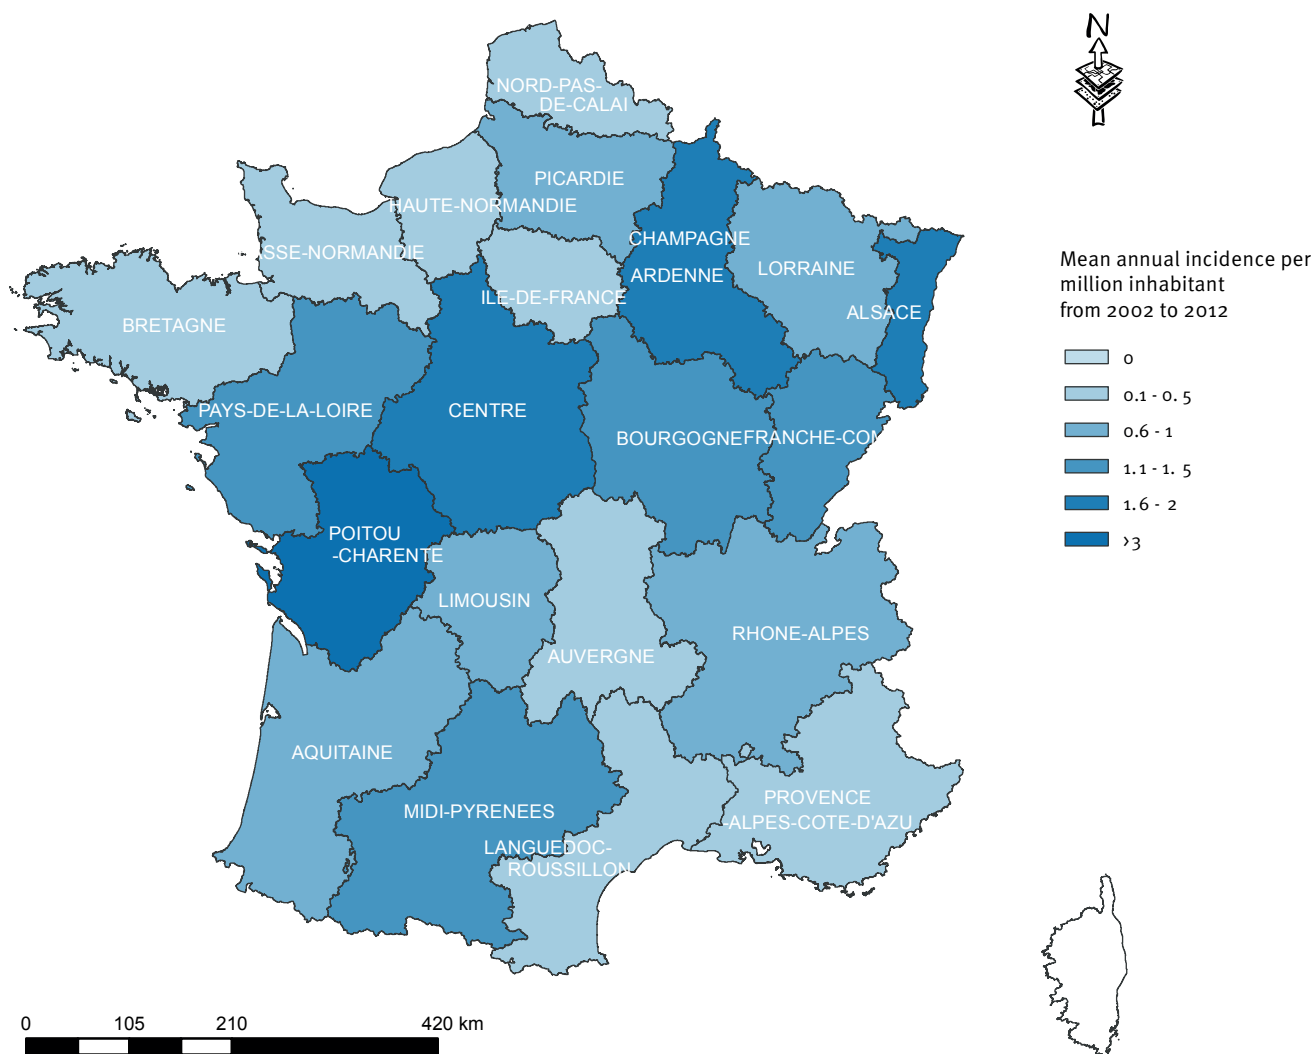 N
NORD-PAS-
DE-CALAI
PICARDIE
HAUTE-NORMANDIE
CHAMPAGNE
ARDENNE
ASSE-NORMANDIE
LORRAINE
ILE-DE-FRANCE
ALSACE
BRETAGNE
PAYS-DE-LA-LOIRE
CENTRE
BOURGOGNE
FRANCHE-COM
POITOU
-CHARENTE
LIMOUSIN
RHONE-ALPES
AUVERGNE
AQUITAINE
MIDI-PYRENEES
PROVENCE
-ALPES-COTE-D'AZU
LANGUEDOC-
ROUSSILLON
Mean annual incidence per
million inhabitant
from 2002 to 2012
0
0.1 - 0. 5
0.6 - 1
1.1 - 1. 5
1.6 - 2
>3
0 105 210 420 km